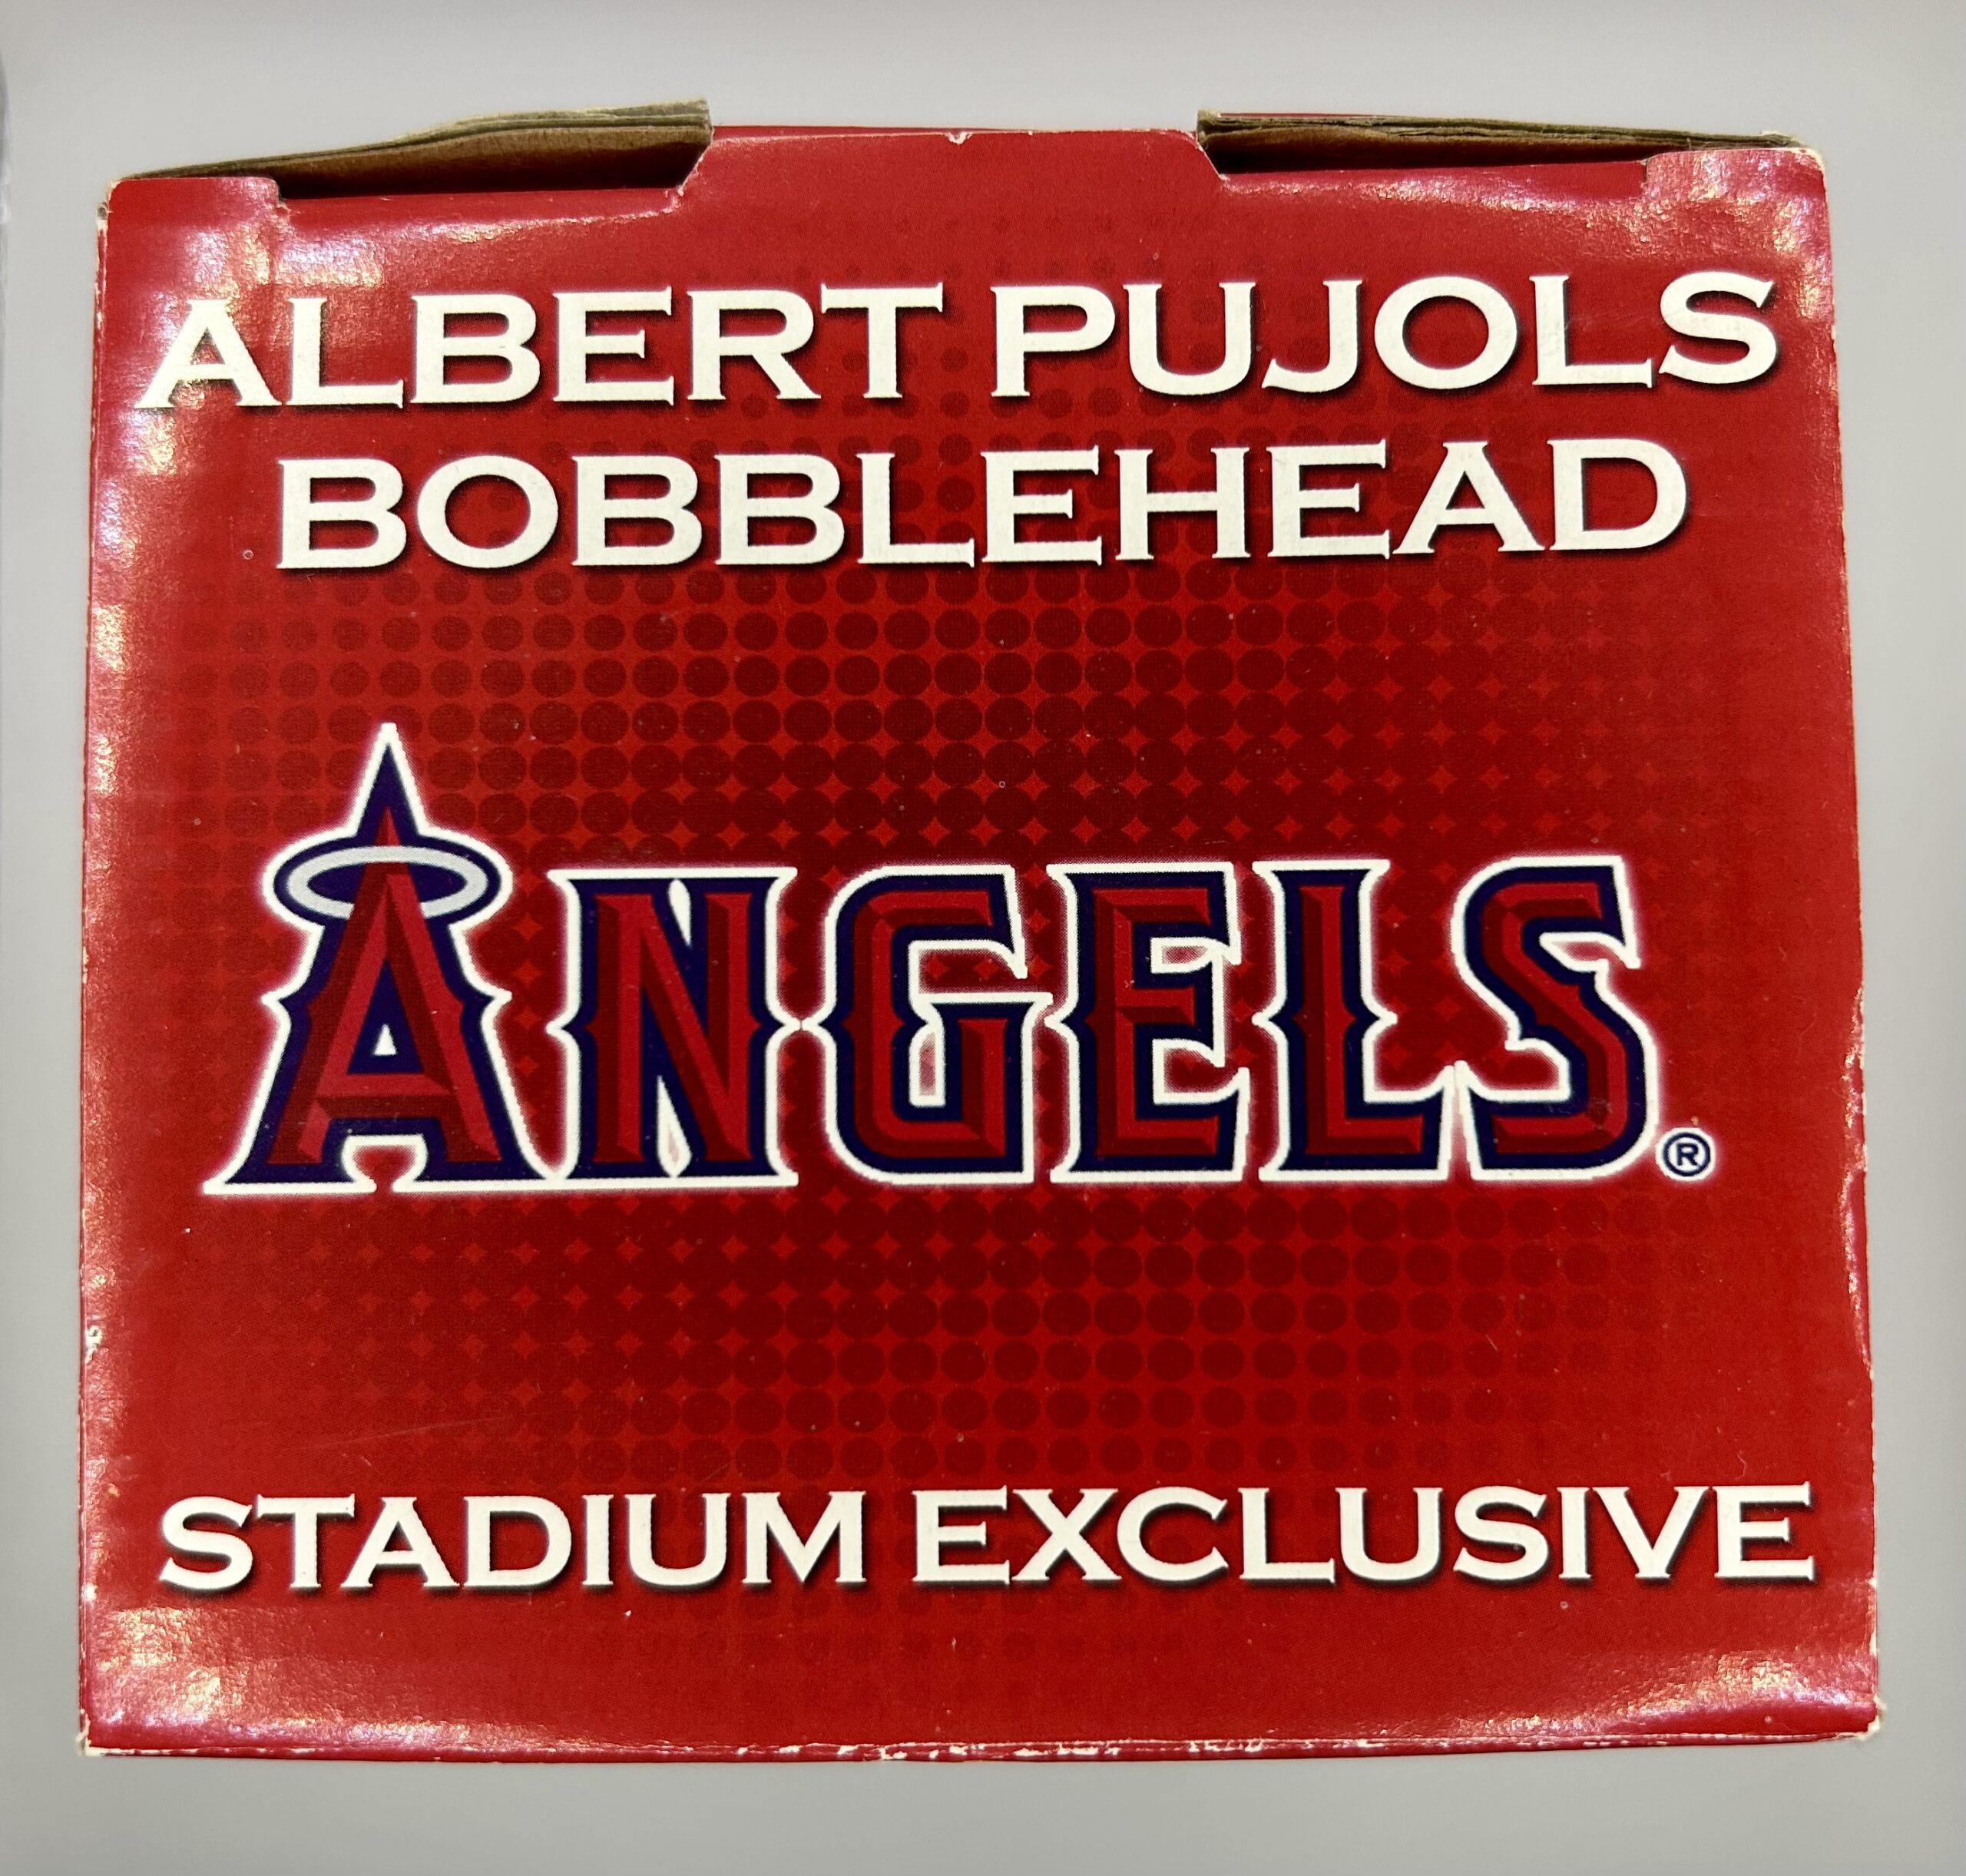 ALBERT PUJOLS
BOBBLEHEAD
ANGELS®
STADIUM EXCLUSIVE